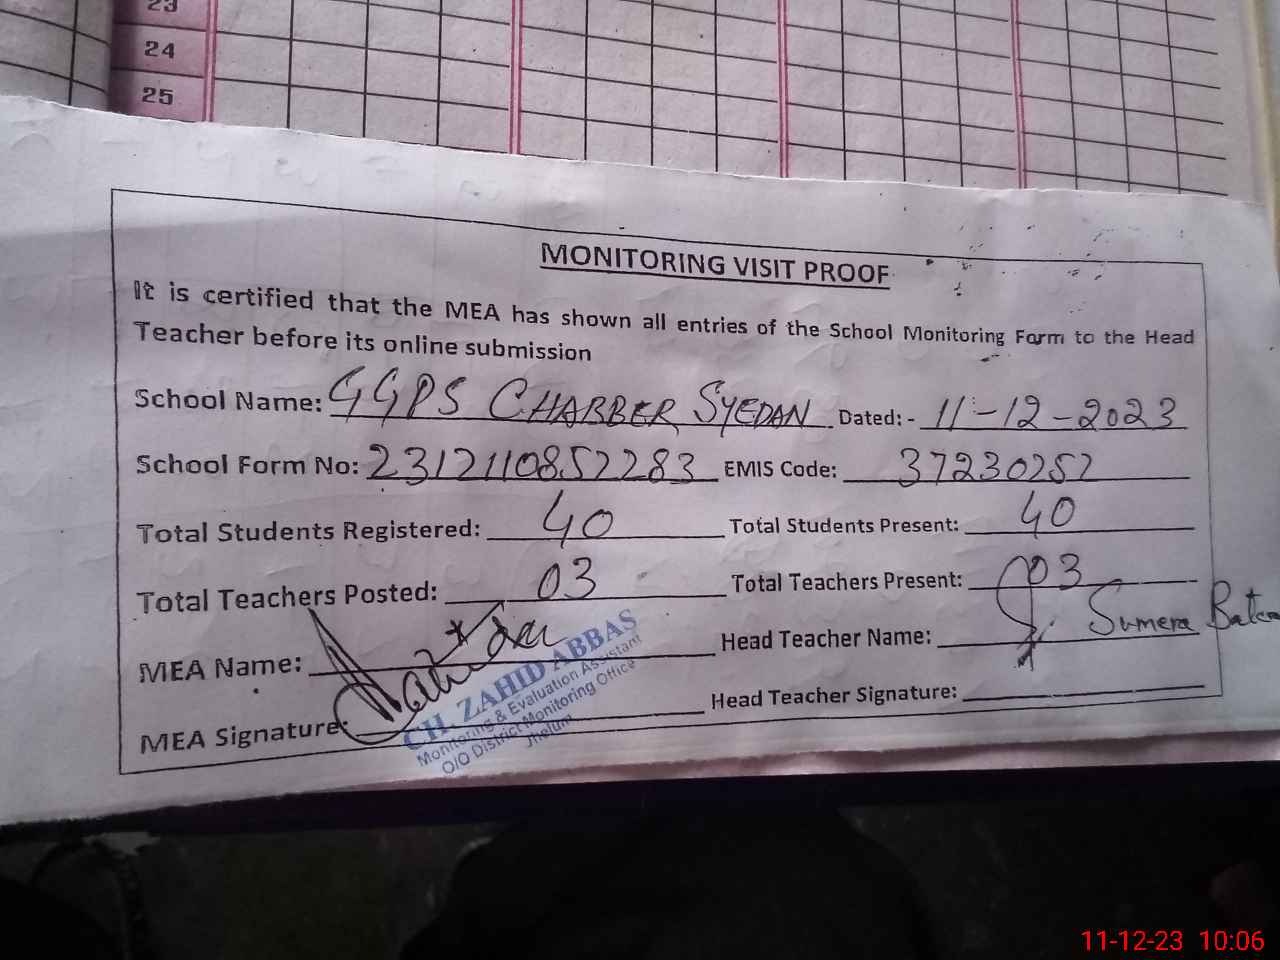 23
24
25
MONITORING VISIT PROOF
It is certified that the MEA has shown all entries of the School Monitoring Form to the Head
Teacher before its online submission
School Name: GGPS CHABBER SYEDAN Dated: - 11-12-2023
School Form No: 2312110852283 EMIS Code: 37230252
Total Students Registered: 40 Total Students Present: 40
Total Teachers Posted: 03 Total Teachers Present: 03
MEA Name: Head Teacher Name: Sumera
MEA Signature: Head Teacher Signature:
CH. ZAHID ABBAS
Monitoring & Evaluation Assistant
O/O District Monitoring Office
Jhelum
11-12-23 10:06